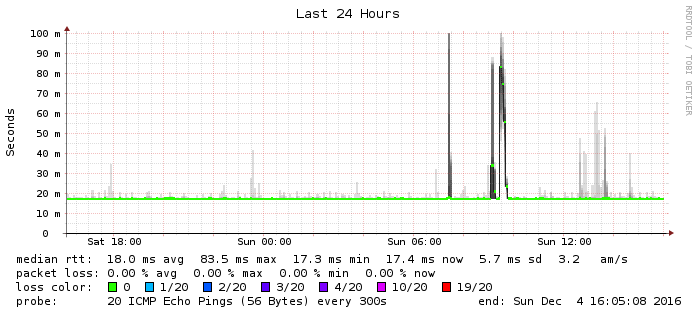 Last 24 Hours
RRDTOOL / TOBI OETIKER
Seconds
100 m
90 m
80 m
70 m
60 m
50 m
40 m
30 m
20 m
10 m
0
Sat 18:00 Sun 00:00 Sun 06:00 Sun 12:00
median rtt: 18.0 ms avg 83.5 ms max 17.3 ms min 17.4 ms now 5.7 ms sd 3.2 am/s
packet loss: 0.00 % avg 0.00 % max 0.00 % min 0.00 % now
loss color: 0 1/20 2/20 3/20 4/20 10/20 19/20
probe: 20 ICMP Echo Pings (56 Bytes) every 300s end: Sun Dec 4 16:05:08 2016